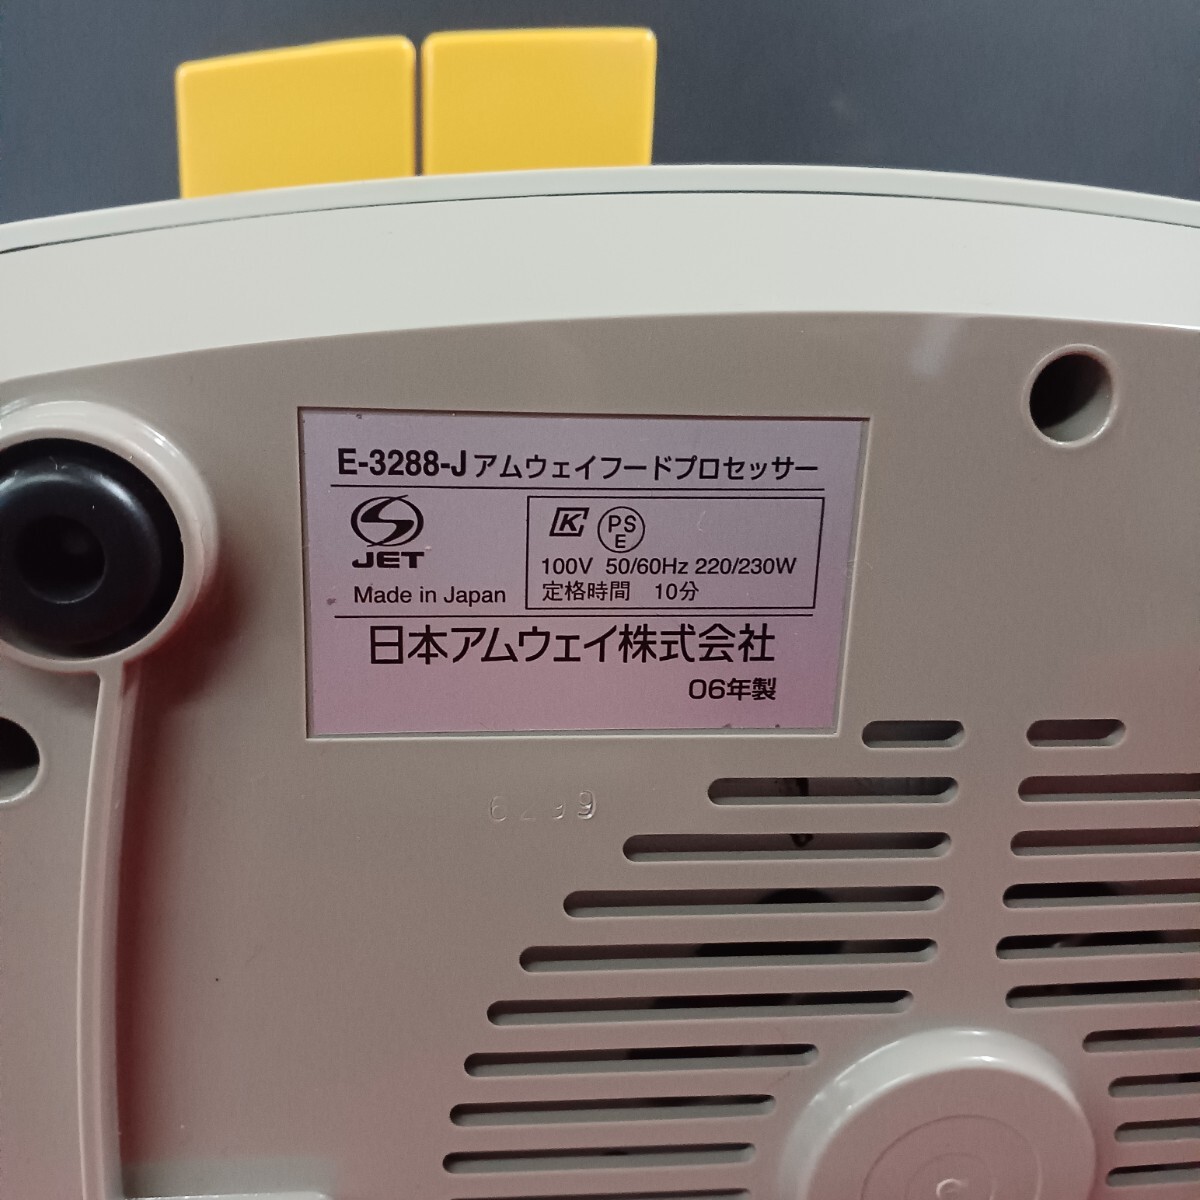 E-3288-J アムウェイフードプロセッサー
JET
Made in Japan
K PS E
100V 50/60Hz 220/230W
定格時間 10分
日本アムウェイ株式会社
06年製